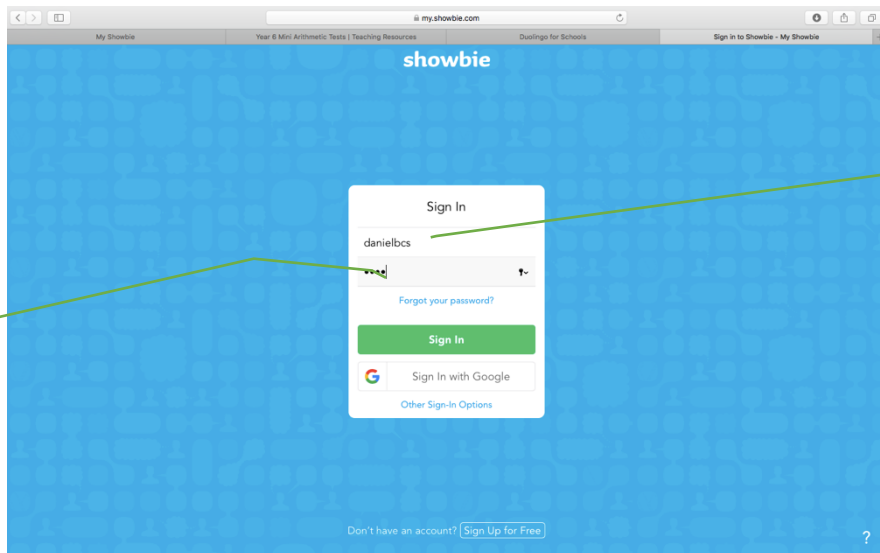 my.showbie.com
My Showbie
Year 6 Mini Arithmetic Tests | Teaching Resources
Duolingo for Schools
Sign in to Showbie - My Showbie
showbie
Sign In
danielbcs
••••
Forgot your password?
Sign In
G Sign In with Google
Other Sign-In Options
Don't have an account? Sign Up for Free
?